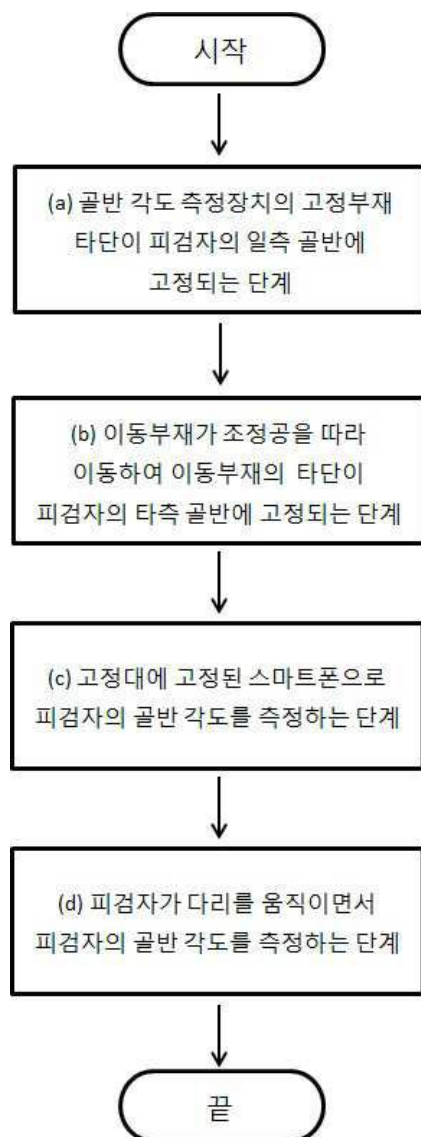 시작
(a) 골반 각도 측정장치의 고정부재
타단이 피검자의 일측 골반에
고정되는 단계
(b) 이동부재가 조정공을 따라
이동하여 이동부재의 타단이
피검자의 타측 골반에 고정되는 단계
(c) 고정대에 고정된 스마트폰으로
피검자의 골반 각도를 측정하는 단계
(d) 피검자가 다리를 움직이면서
피검자의 골반 각도를 측정하는 단계
끝